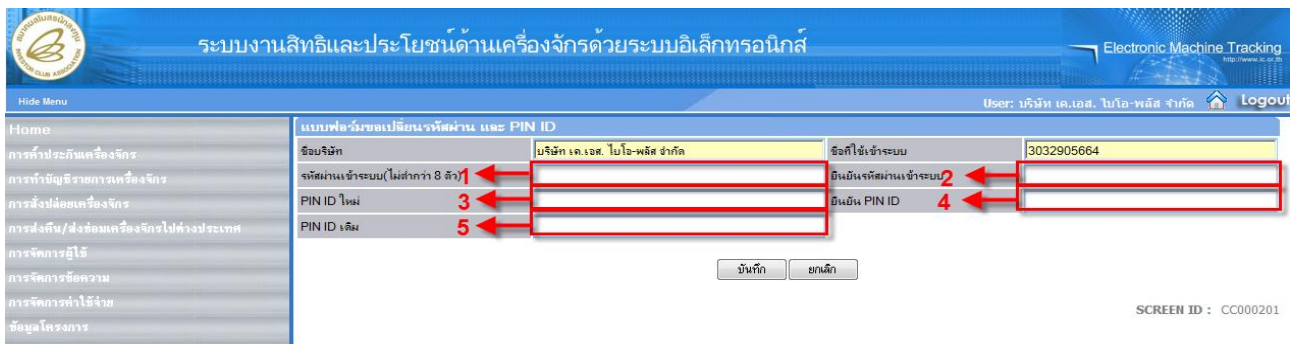 ระบบงานสิทธิและประโยชน์ด้านเครื่องจักรด้วยระบบอิเล็กทรอนิกส์
Electronic Machine Tracking
http://www.ic.or.th
Hide Menu
User: บริษัท เค.เอส. ไบโอ-พลัส จำกัด Logout
Home
แบบฟอร์มขอเปลี่ยนรหัสผ่าน และ PIN ID
การค้ำประกันเครื่องจักร
ชื่อบริษัท บริษัท เค.เอส. ไบโอ-พลัส จำกัด ชื่อที่ใช้เข้าระบบ 3032905664
การทำบัญชีรายการเครื่องจักร
รหัสผ่านเข้าระบบ(ไม่ต่ำกว่า 8 ตัว) 1 ยืนยันรหัสผ่านเข้าระบบ 2
การสั่งปล่อยเครื่องจักร
PIN ID ใหม่ 3 ยืนยัน PIN ID 4
การส่งคืน/ส่งซ่อมเครื่องจักรไปต่างประเทศ
PIN ID เดิม 5
การจัดการผู้ใช้
การจัดการข้อความ
บันทึก ยกเลิก
การจัดการค่าใช้จ่าย
ข้อมูลโครงการ
SCREEN ID : CC000201